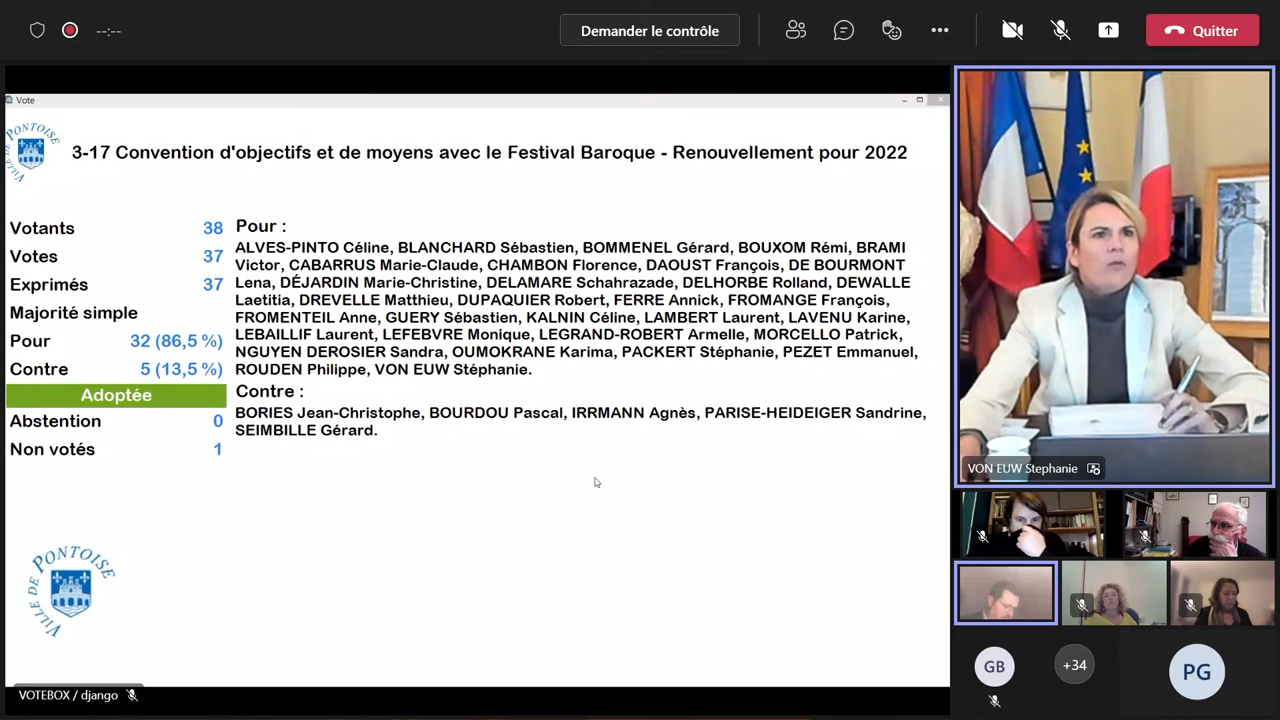 --:--
Demander le contrôle
Quitter
Vote
VILLE DE PONTOISE
3-17 Convention d'objectifs et de moyens avec le Festival Baroque - Renouvellement pour 2022
Votants 38
Votes 37
Exprimés 37
Majorité simple
Pour 32 (86,5 %)
Contre 5 (13,5 %)
Adoptée
Abstention 0
Non votés 1
Pour :
ALVES-PINTO Céline, BLANCHARD Sébastien, BOMMENEL Gérard, BOUXOM Rémi, BRAMI
Victor, CABARRUS Marie-Claude, CHAMBON Florence, DAOUST François, DE BOURMONT
Lena, DÉJARDIN Marie-Christine, DELAMARE Schahrazade, DELHORBE Rolland, DEWALLE
Laetitia, DREVELLE Matthieu, DUPAQUIER Robert, FERRE Annick, FROMANGE François,
FROMENTEIL Anne, GUERY Sébastien, KALNIN Céline, LAMBERT Laurent, LAVENU Karine,
LEBAILLIF Laurent, LEFEBVRE Monique, LEGRAND-ROBERT Armelle, MORCELLO Patrick,
NGUYEN DEROSIER Sandra, OUMOKRANE Karima, PACKERT Stéphanie, PEZET Emmanuel,
ROUDEN Philippe, VON EUW Stéphanie.
Contre :
BORIES Jean-Christophe, BOURDOU Pascal, IRRMANN Agnès, PARISE-HEIDEIGER Sandrine,
SEIMBILLE Gérard.
VILLE DE PONTOISE
VOTEBOX / django
VON EUW Stephanie
GB
+34
PG